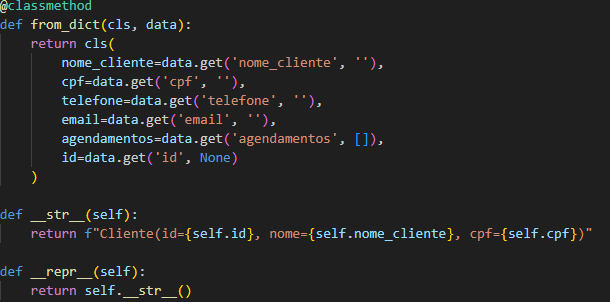 @classmethod
def from_dict(cls, data):
    return cls(
        nome_cliente=data.get('nome_cliente', ''),
        cpf=data.get('cpf', ''),
        telefone=data.get('telefone', ''),
        email=data.get('email', ''),
        agendamentos=data.get('agendamentos', []),
        id=data.get('id', None)
    )

def __str__(self):
    return f"Cliente(id={self.id}, nome={self.nome_cliente}, cpf={self.cpf})"

def __repr__(self):
    return self.__str__()